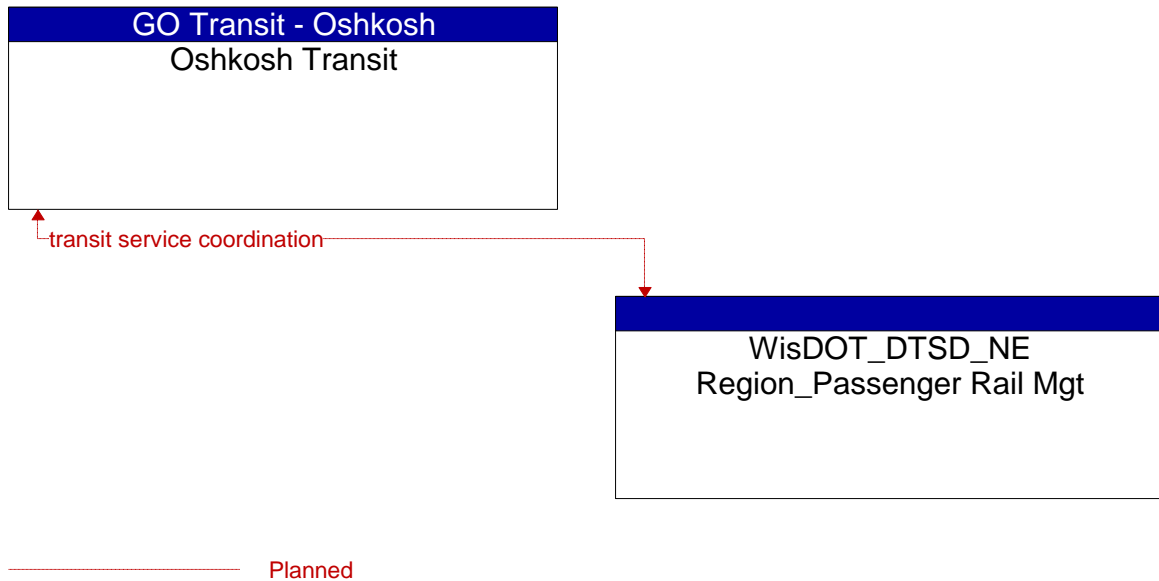 GO Transit - Oshkosh
Oshkosh Transit
transit service coordination
WisDOT_DTSD_NE
Region_Passenger Rail Mgt
Planned